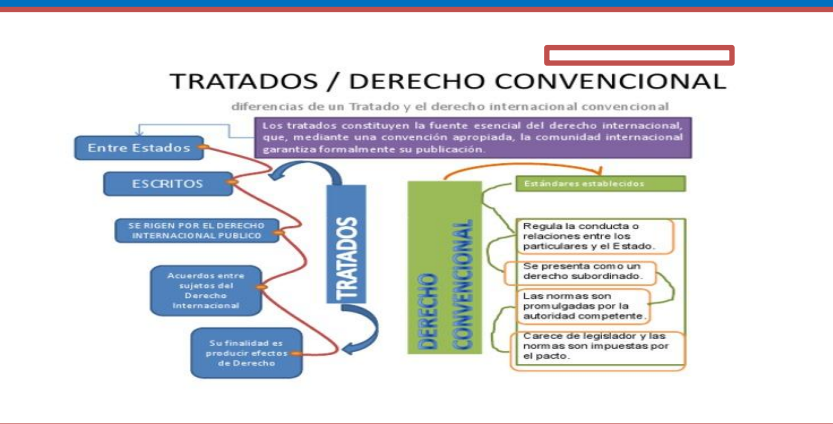 TRATADOS / DERECHO CONVENCIONAL
diferencias de un Tratado y el derecho internacional convencional
Los tratados constituyen la fuente esencial del derecho internacional,
que, mediante una convención apropiada, la comunidad internacional
garantiza formalmente su publicación.
Entre Estados
ESCRITOS
SE RIGEN POR EL DERECHO
INTERNACIONAL PUBLICO
Acuerdos entre
sujetos del
Derecho
Internacional
Su finalidad es
producir efectos
de Derecho
TRATADOS
DERECHO
CONVENCIONAL
Estándares establecidos
Regula la conducta o
relaciones entre los
particulares y el Estado.
Se presenta como un
derecho subordinado.
Las normas son
promulgadas por la
autoridad competente.
Carece de legislador y las
normas son impuestas por
el pacto.